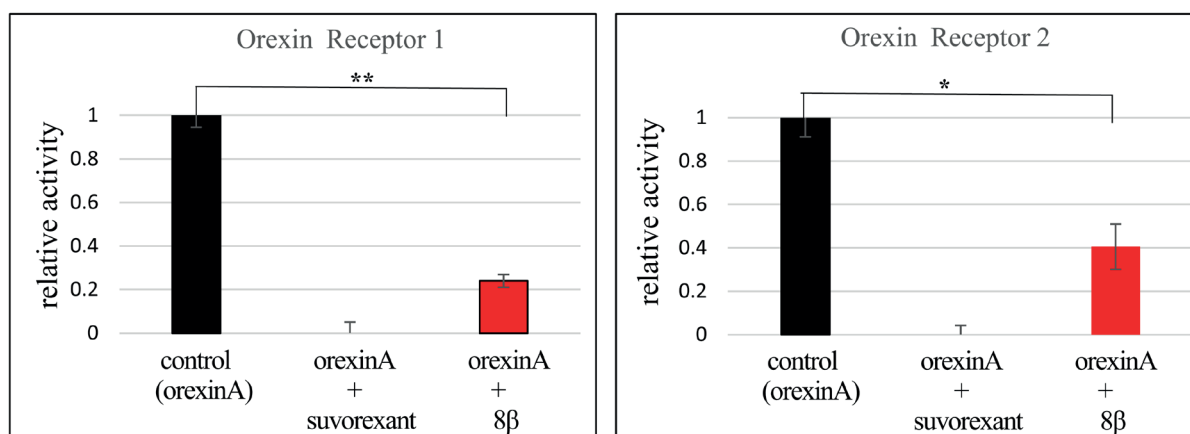 Orexin Receptor 1
**
relative activity
1
0.8
0.6
0.4
0.2
0
control
(orexinA)
orexinA
+
suvorexant
orexinA
+
8β
Orexin Receptor 2
*
relative activity
1
0.8
0.6
0.4
0.2
0
control
(orexinA)
orexinA
+
suvorexant
orexinA
+
8β